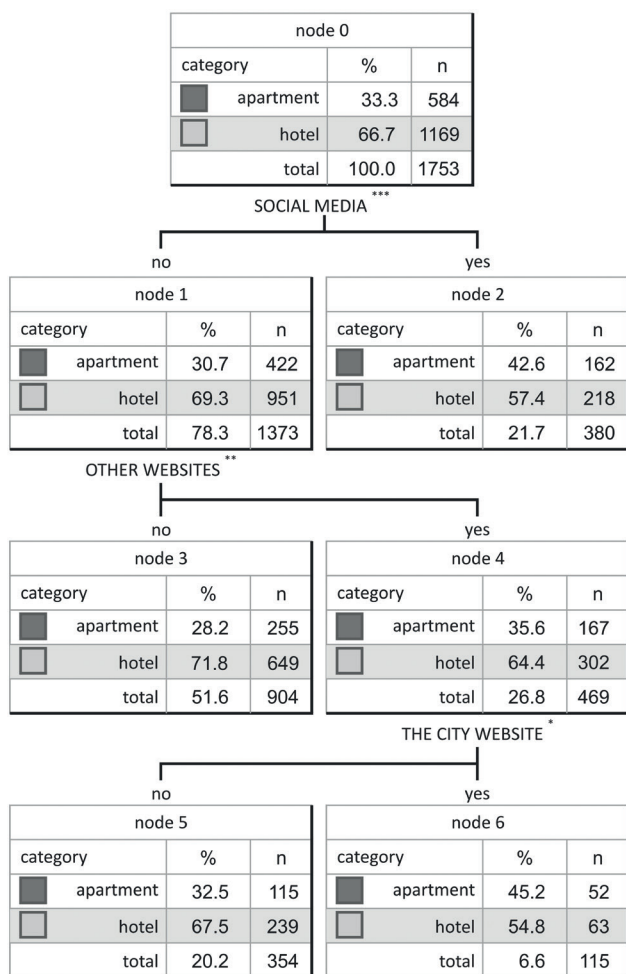 node 0
category % n
apartment 33.3 584
hotel 66.7 1169
total 100.0 1753
SOCIAL MEDIA ***
no yes
node 1
category % n
apartment 30.7 422
hotel 69.3 951
total 78.3 1373
node 2
category % n
apartment 42.6 162
hotel 57.4 218
total 21.7 380
OTHER WEBSITES **
no yes
node 3
category % n
apartment 28.2 255
hotel 71.8 649
total 51.6 904
node 4
category % n
apartment 35.6 167
hotel 64.4 302
total 26.8 469
THE CITY WEBSITE *
no yes
node 5
category % n
apartment 32.5 115
hotel 67.5 239
total 20.2 354
node 6
category % n
apartment 45.2 52
hotel 54.8 63
total 6.6 115